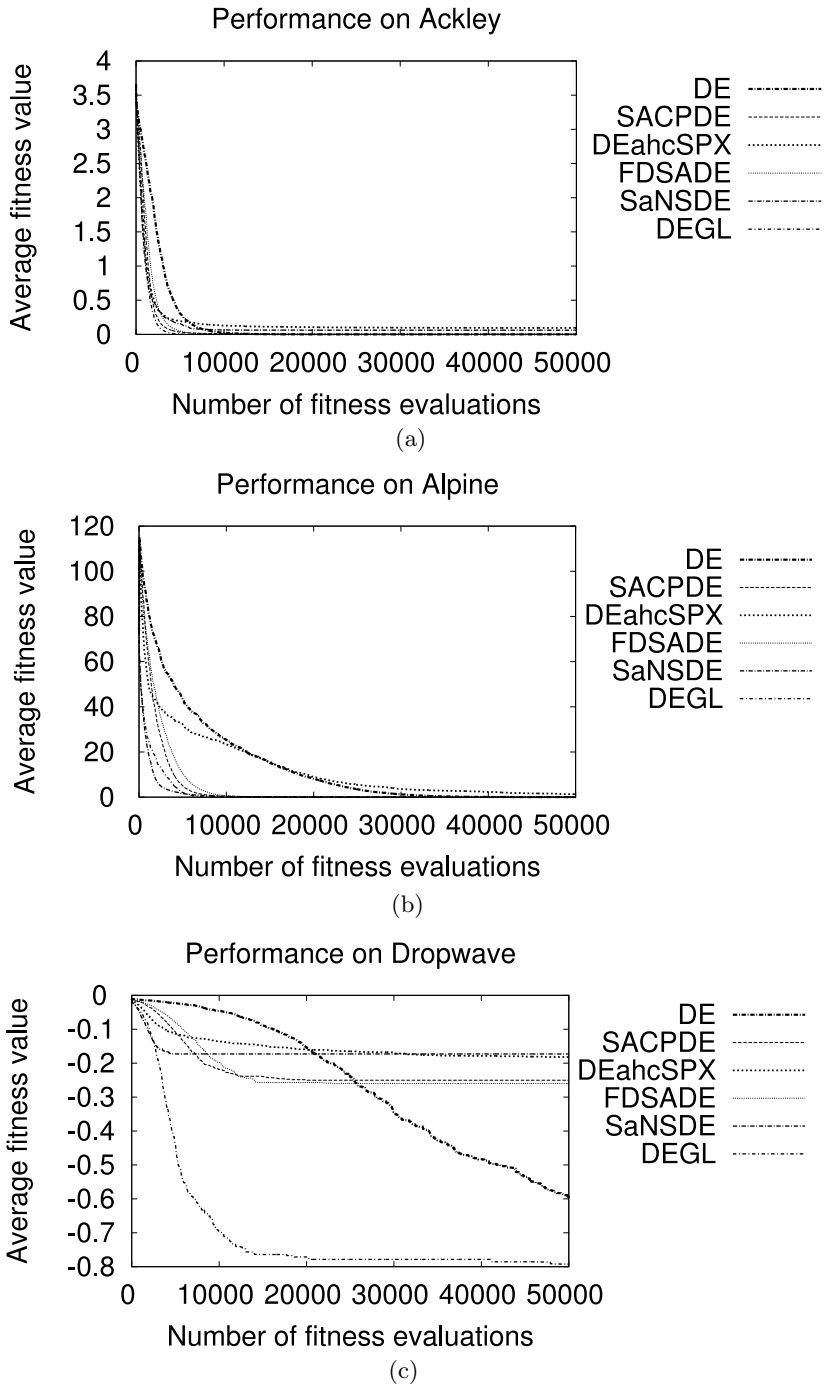 Performance on Ackley
Average fitness value
4
3.5
3
2.5
2
1.5
1
0.5
0
0 10000 20000 30000 40000 50000
Number of fitness evaluations
DE
SACPDE
DEahcSPX
FDSADE
SaNSDE
DEGL
(a)
Performance on Alpine
Average fitness value
120
100
80
60
40
20
0
0 10000 20000 30000 40000 50000
Number of fitness evaluations
DE
SACPDE
DEahcSPX
FDSADE
SaNSDE
DEGL
(b)
Performance on Dropwave
Average fitness value
0
-0.1
-0.2
-0.3
-0.4
-0.5
-0.6
-0.7
-0.8
0 10000 20000 30000 40000 50000
Number of fitness evaluations
DE
SACPDE
DEahcSPX
FDSADE
SaNSDE
DEGL
(c)